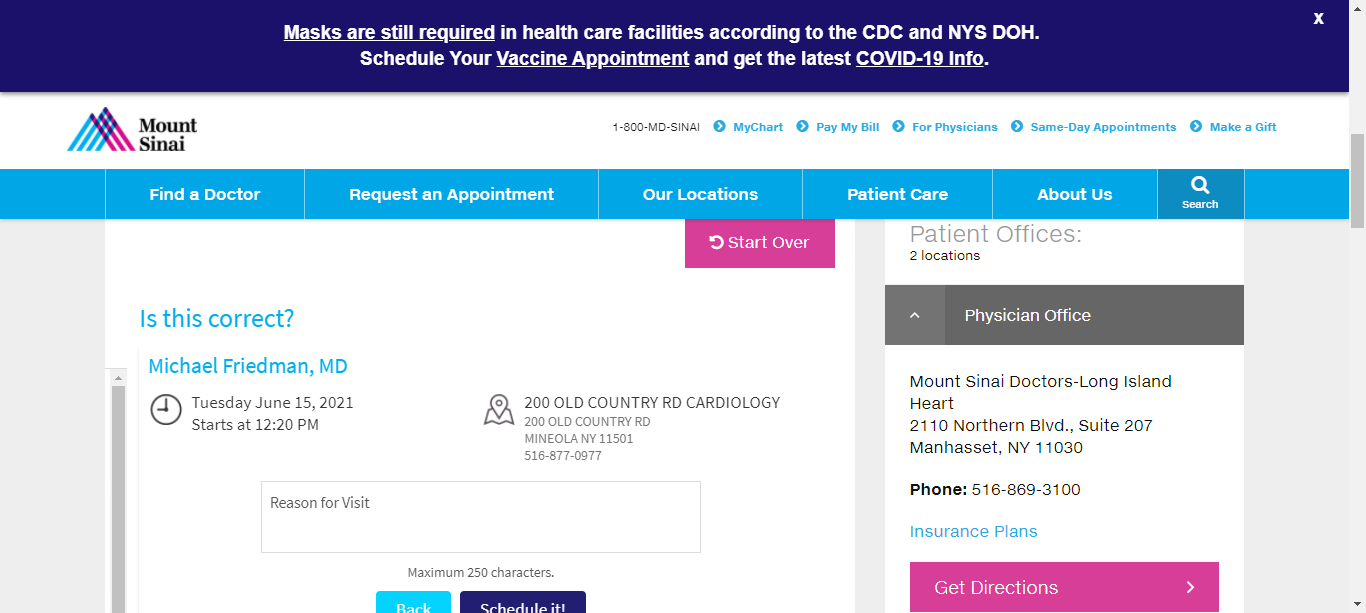 Masks are still required in health care facilities according to the CDC and NYS DOH.
Schedule Your Vaccine Appointment and get the latest COVID-19 Info.
X
Mount
Sinai
1-800-MD-SINAI MyChart Pay My Bill For Physicians Same-Day Appointments Make a Gift
Find a Doctor Request an Appointment Our Locations Patient Care About Us Search
Start Over
Is this correct?
Michael Friedman, MD
Tuesday June 15, 2021
Starts at 12:20 PM
200 OLD COUNTRY RD CARDIOLOGY
200 OLD COUNTRY RD
MINEOLA NY 11501
516-877-0977
Reason for Visit
Maximum 250 characters.
Back Schedule it!
Patient Offices:
2 locations
Physician Office
Mount Sinai Doctors-Long Island
Heart
2110 Northern Blvd., Suite 207
Manhasset, NY 11030
Phone: 516-869-3100
Insurance Plans
Get Directions